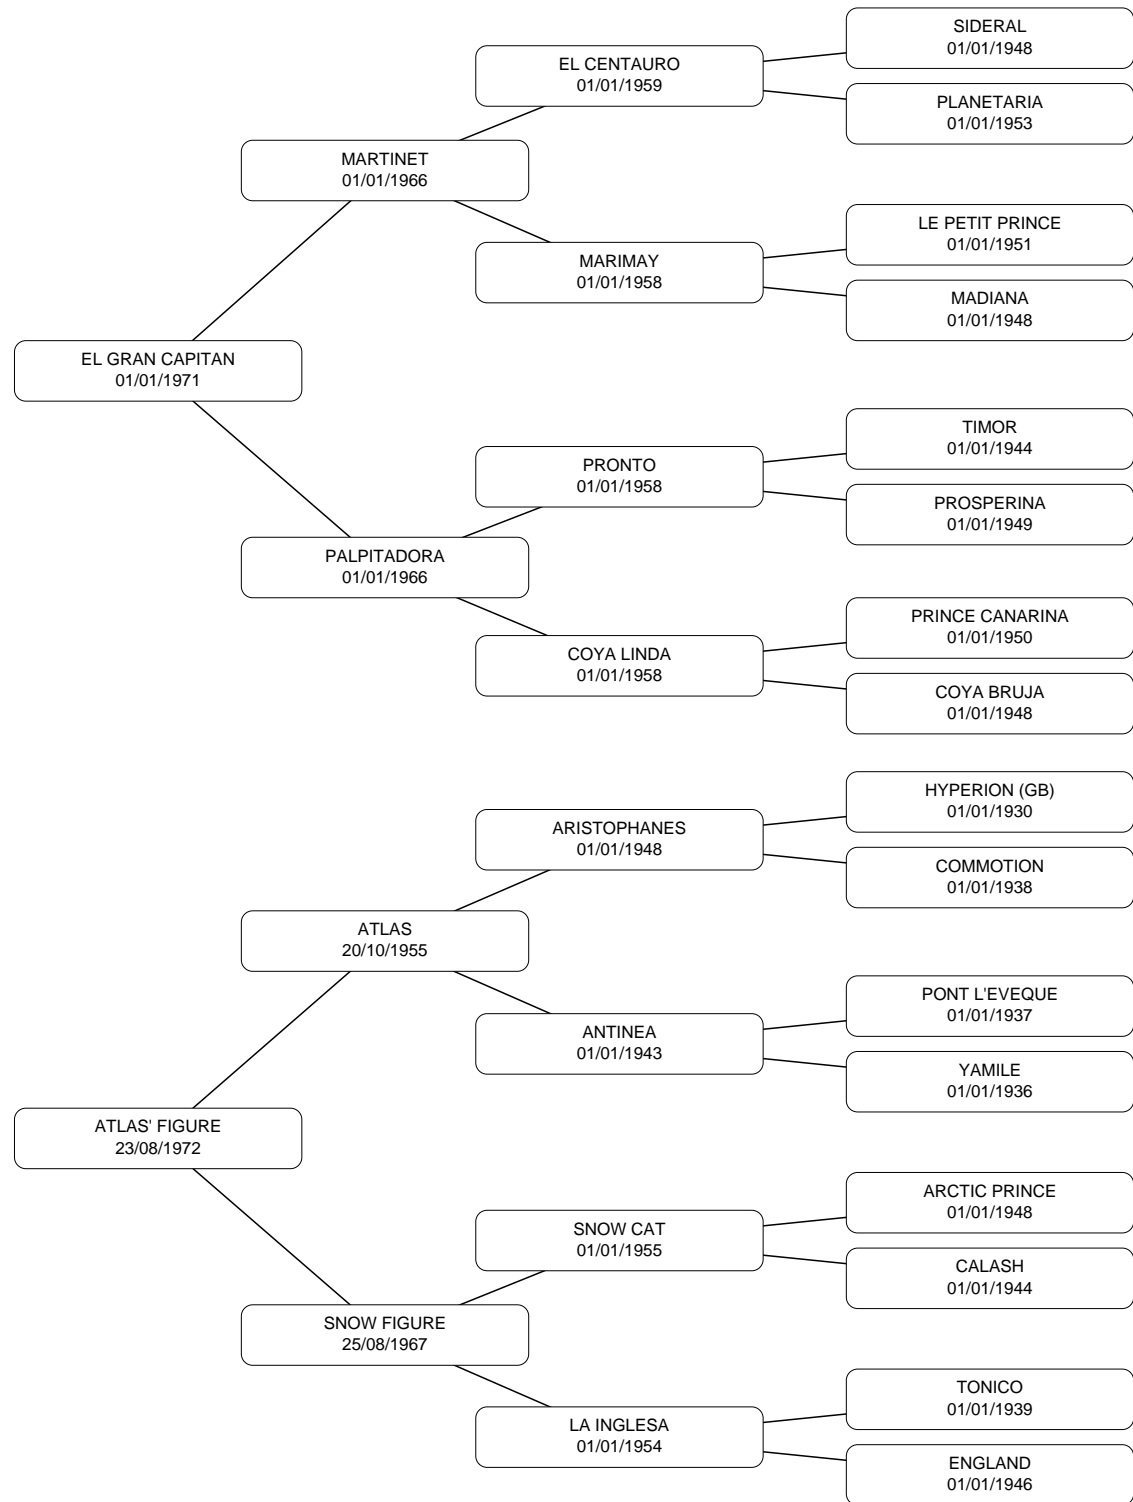 SIDERAL
01/01/1948
EL CENTAURO
01/01/1959
PLANETARIA
01/01/1953
MARTINET
01/01/1966
LE PETIT PRINCE
01/01/1951
MARIMAY
01/01/1958
MADIANA
01/01/1948
EL GRAN CAPITAN
01/01/1971
TIMOR
01/01/1944
PRONTO
01/01/1958
PROSPERINA
01/01/1949
PALPITADORA
01/01/1966
PRINCE CANARINA
01/01/1950
COYA LINDA
01/01/1958
COYA BRUJA
01/01/1948
HYPERION (GB)
01/01/1930
ARISTOPHANES
01/01/1948
COMMOTION
01/01/1938
ATLAS
20/10/1955
PONT L'EVEQUE
01/01/1937
ANTINEA
01/01/1943
YAMILE
01/01/1936
ATLAS' FIGURE
23/08/1972
ARCTIC PRINCE
01/01/1948
SNOW CAT
01/01/1955
CALASH
01/01/1944
SNOW FIGURE
25/08/1967
TONICO
01/01/1939
LA INGLESA
01/01/1954
ENGLAND
01/01/1946